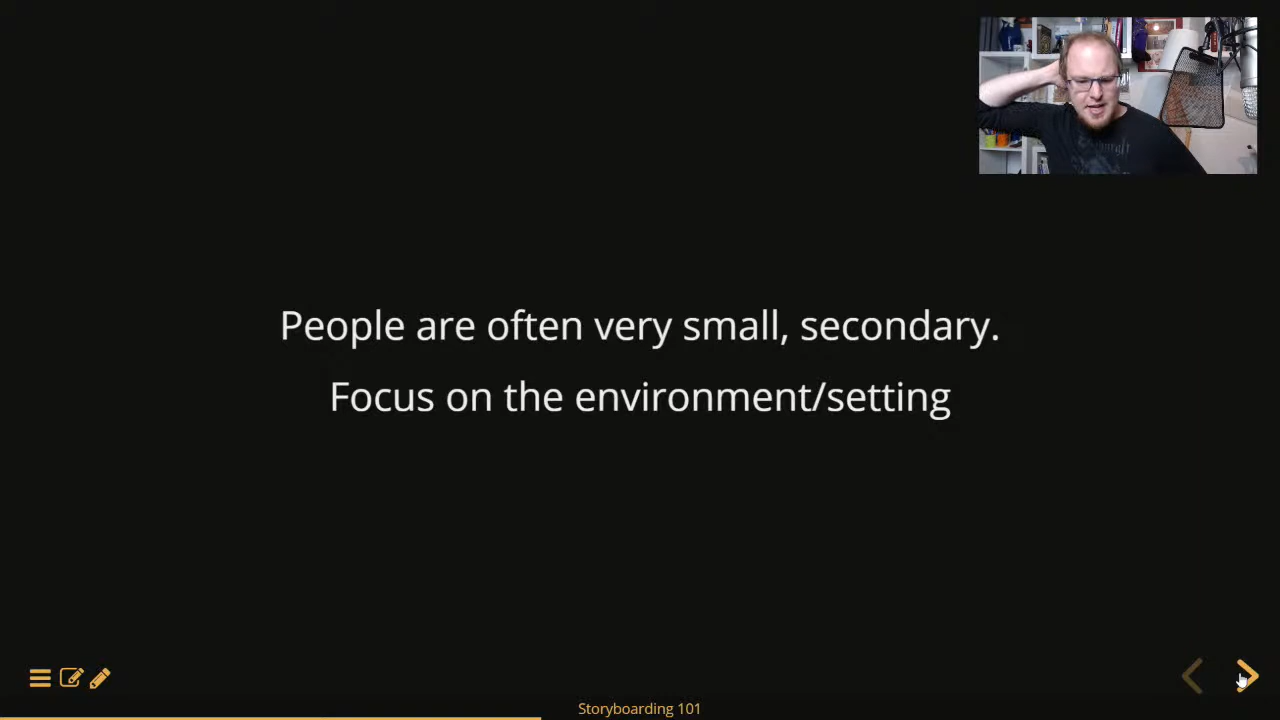 People are often very small, secondary.
Focus on the environment/setting
Storyboarding 101